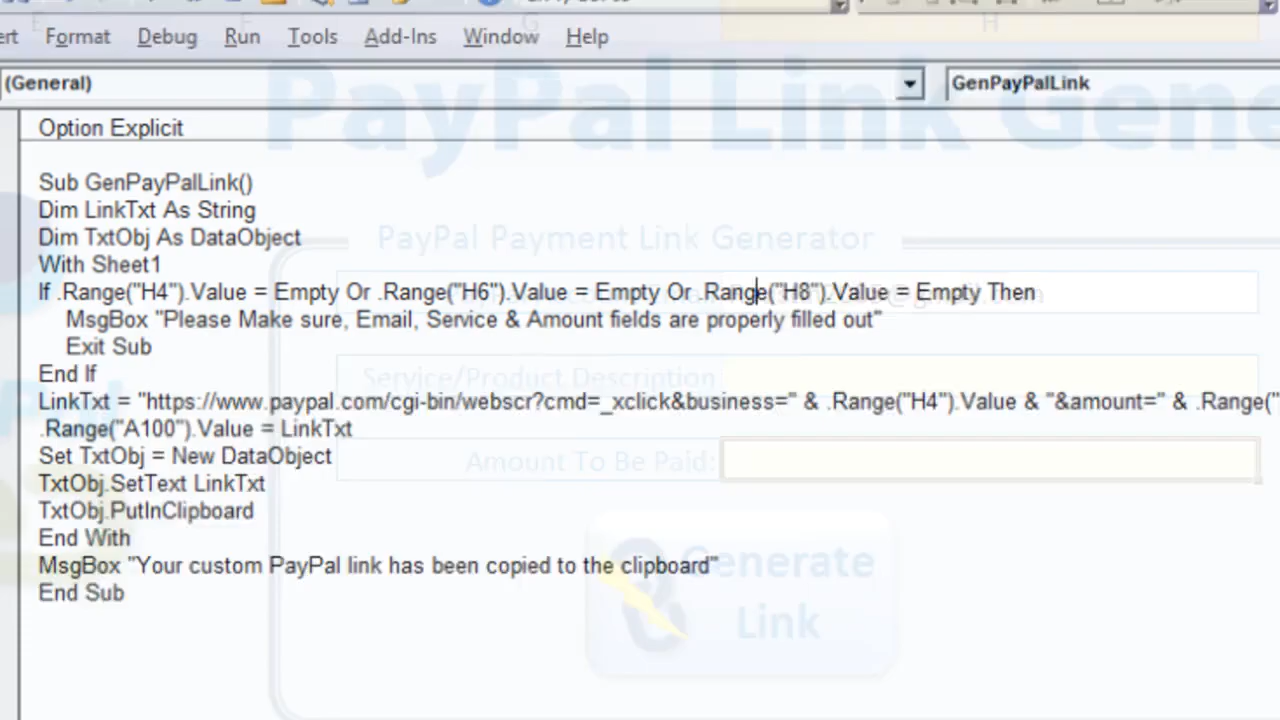 ert Format Debug Run Tools Add-Ins Window Help
(General) GenPayPalLink
PayPal Link Gene
Option Explicit
Sub GenPayPalLink()
Dim LinkTxt As String
Dim TxtObj As DataObject
PayPal Payment Link Generator
With Sheet1
If .Range("H4").Value = Empty Or .Range("H6").Value = Empty Or .Range("H8").Value = Empty Then
MsgBox "Please Make sure, Email, Service & Amount fields are properly filled out"
Exit Sub
End If
Service/Product Description
LinkTxt = "https://www.paypal.com/cgi-bin/webscr?cmd=_xclick&business=" & .Range("H4").Value & "&amount=" & .Range("
.Range("A100").Value = LinkTxt
Set TxtObj = New DataObject
Amount To Be Paid:
TxtObj.SetText LinkTxt
TxtObj.PutInClipboard
End With
MsgBox "Your custom PayPal link has been copied to the clipboard"
Generate
Link
End Sub